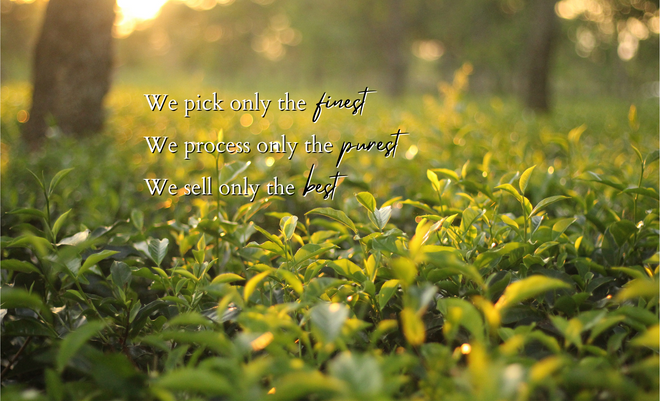 We pick only the finest
We process only the purest
We sell only the best